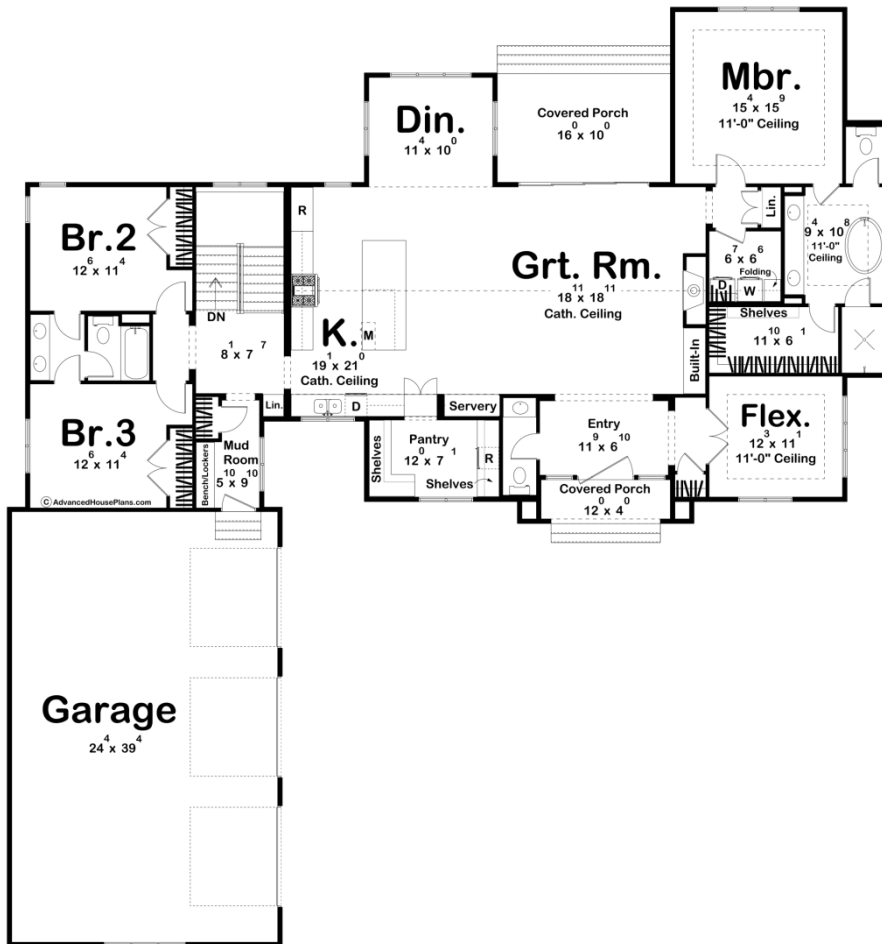 Mbr.
15⁴ x 15⁹
11'-0" Ceiling
Din.
11⁴ x 10⁰
Covered Porch
16⁰ x 10⁰
R
Br.2
12⁶ x 11⁴
Grt. Rm.
18¹¹ x 18¹¹
Cath. Ceiling
Lin.
9⁴ x 10⁸
11'-0"
Ceiling
6⁷ x 6⁶
Folding
D
W
DN
8¹ x 7⁷
K.
19¹ x 21⁰
Cath. Ceiling
M
Built-In
Shelves
11¹⁰ x 6¹
Lin.
D
Servery
Br.3
12⁶ x 11⁴
Mud
Room
5¹⁰ x 9¹⁰
Bench/Lockers
Pantry
12⁰ x 7¹
Shelves
Shelves
R
Entry
11⁹ x 6¹⁰
Flex.
12³ x 11¹
11'-0" Ceiling
Covered Porch
12⁰ x 4⁰
© AdvancedHousePlans.com
Garage
24⁴ x 39⁴